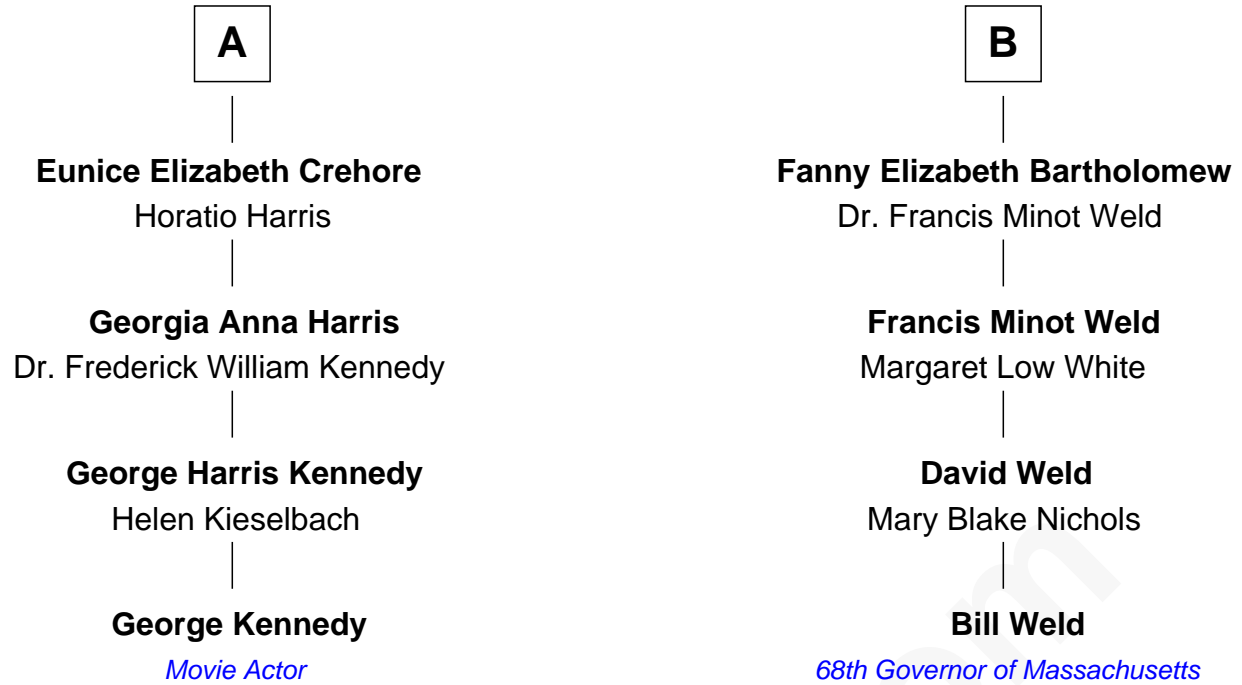 A
Eunice Elizabeth Crehore
Horatio Harris
Georgia Anna Harris
Dr. Frederick William Kennedy
George Harris Kennedy
Helen Kieselbach
George Kennedy
Movie Actor
B
Fanny Elizabeth Bartholomew
Dr. Francis Minot Weld
Francis Minot Weld
Margaret Low White
David Weld
Mary Blake Nichols
Bill Weld
68th Governor of Massachusetts